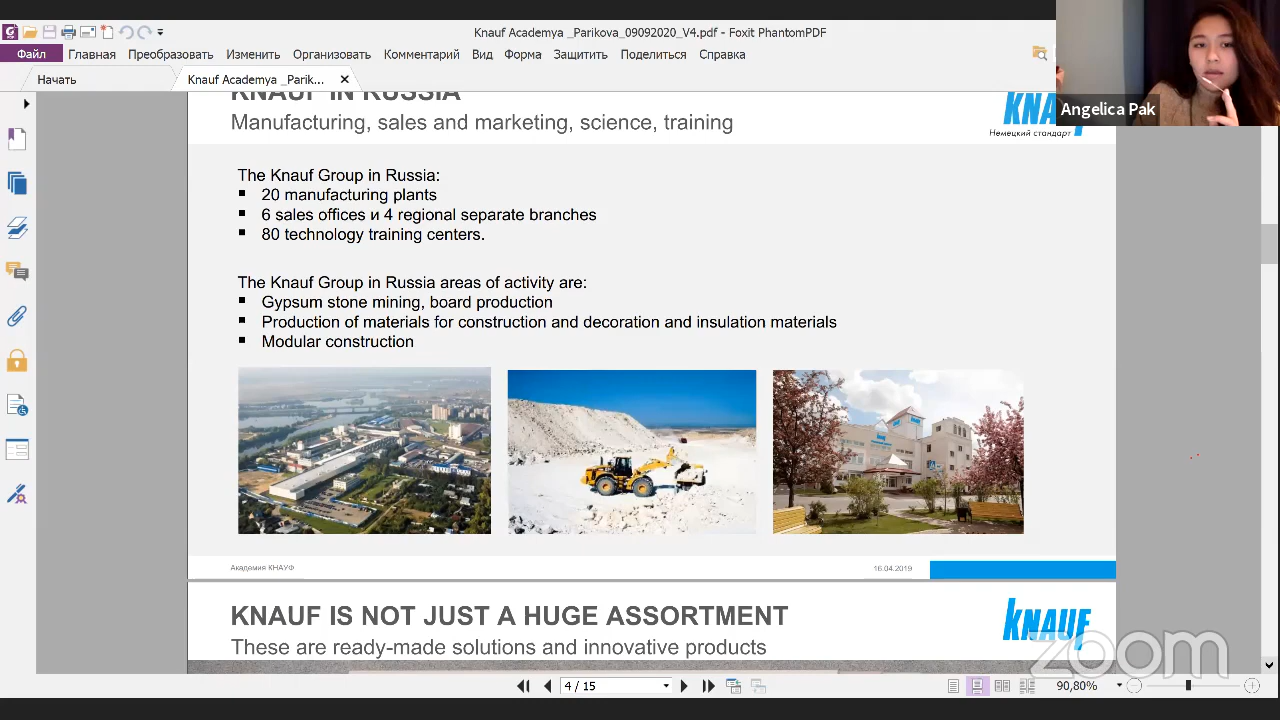 Knauf Academya _Parikova_09092020_V4.pdf - Foxit PhantomPDF
Файл Главная Преобразовать Изменить Организовать Комментарий Вид Форма Защитить Поделиться Справка
Начать Knauf Academya _Parik...
Angelica Pak
KNAUF IN RUSSIA
Manufacturing, sales and marketing, science, training
KNAUF
Немецкий стандарт
The Knauf Group in Russia:
20 manufacturing plants
6 sales offices и 4 regional separate branches
80 technology training centers.
The Knauf Group in Russia areas of activity are:
Gypsum stone mining, board production
Production of materials for construction and decoration and insulation materials
Modular construction
Академия КНАУФ 16.04.2019
KNAUF IS NOT JUST A HUGE ASSORTMENT
These are ready-made solutions and innovative products
KNAUF
zoom
4 / 15 90,80%